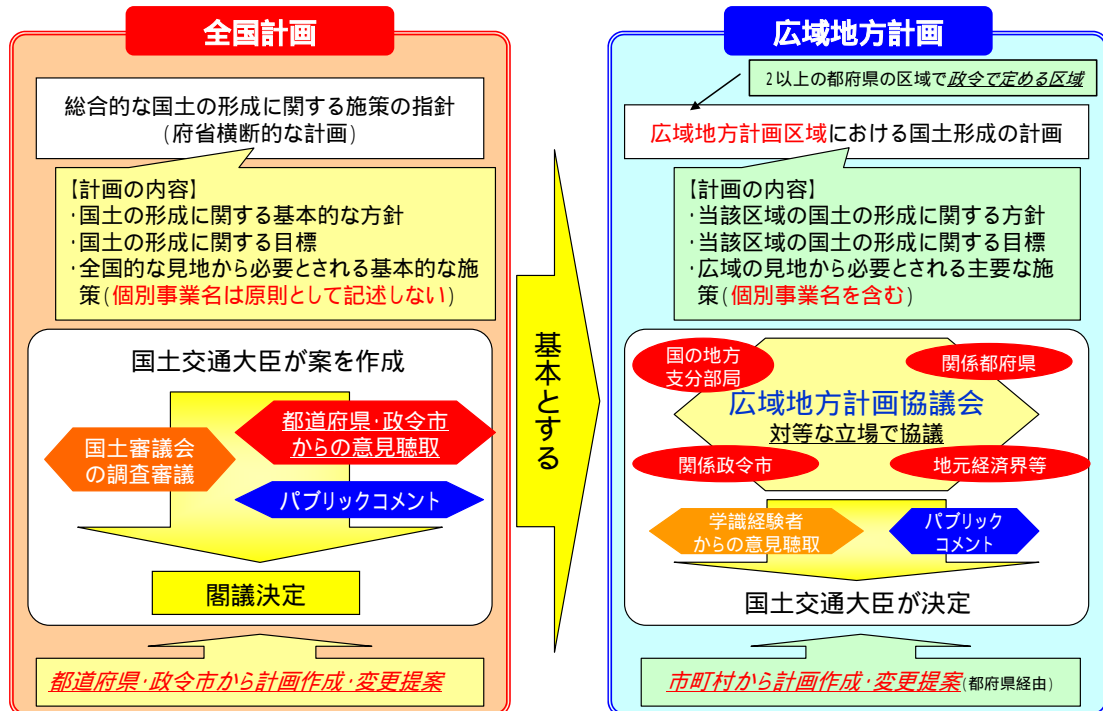 全国計画
総合的な国土の形成に関する施策の指針
(府省横断的な計画)
【計画の内容】
・国土の形成に関する基本的な方針
・国土の形成に関する目標
・全国的な見地から必要とされる基本的な施
策(個別事業名は原則として記述しない)
国土交通大臣が案を作成
国土審議会
の調査審議
都道府県・政令市
からの意見聴取
パブリックコメント
閣議決定
都道府県・政令市から計画作成・変更提案
基本とする
広域地方計画
2以上の都府県の区域で政令で定める区域
広域地方計画区域における国土形成の計画
【計画の内容】
・当該区域の国土の形成に関する方針
・当該区域の国土の形成に関する目標
・広域の見地から必要とされる主要な施
策(個別事業名を含む)
国の地方
支分部局
関係都府県
広域地方計画協議会
対等な立場で協議
関係政令市
地元経済界等
学識経験者
からの意見聴取
パブリック
コメント
国土交通大臣が決定
市町村から計画作成・変更提案(都府県経由)